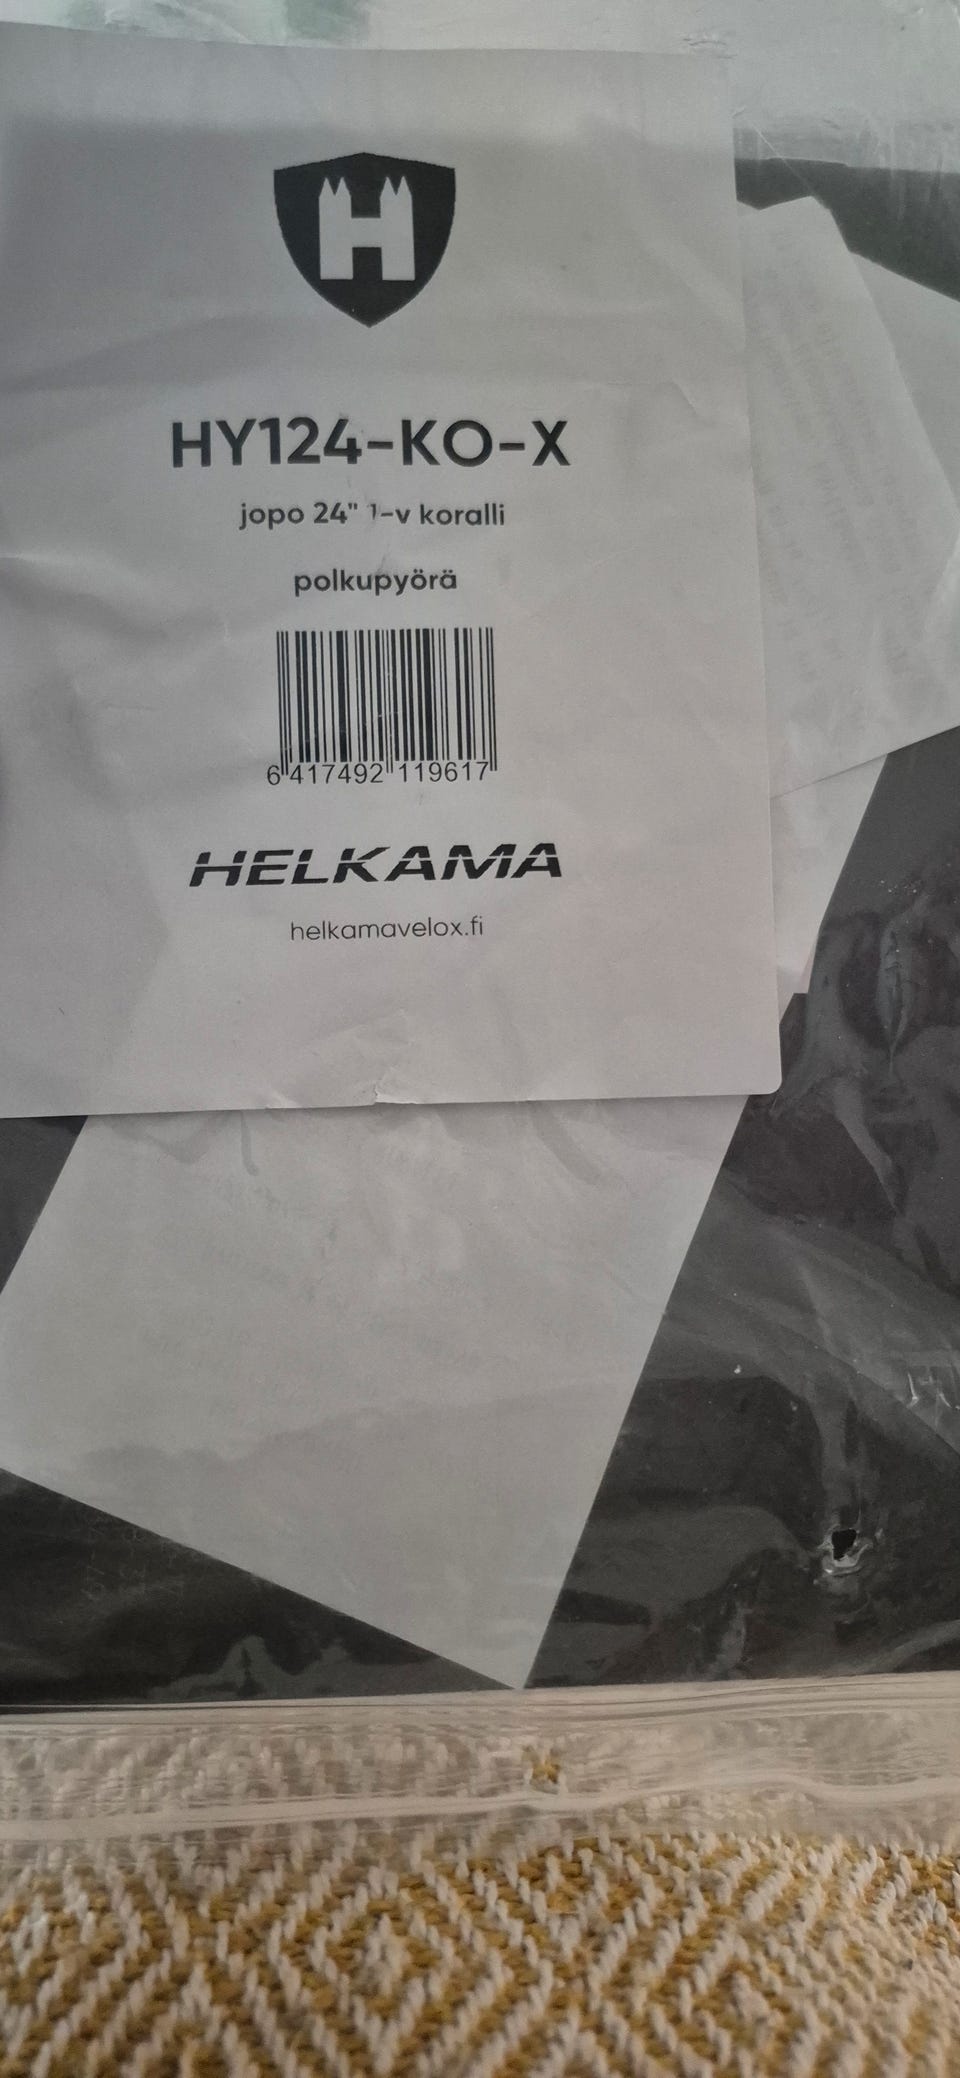 H
HY124-KO-X
jopo 24" 1-v koralli
polkupyörä
6 417492 119617
HELKAMA
helkamavelox.fi